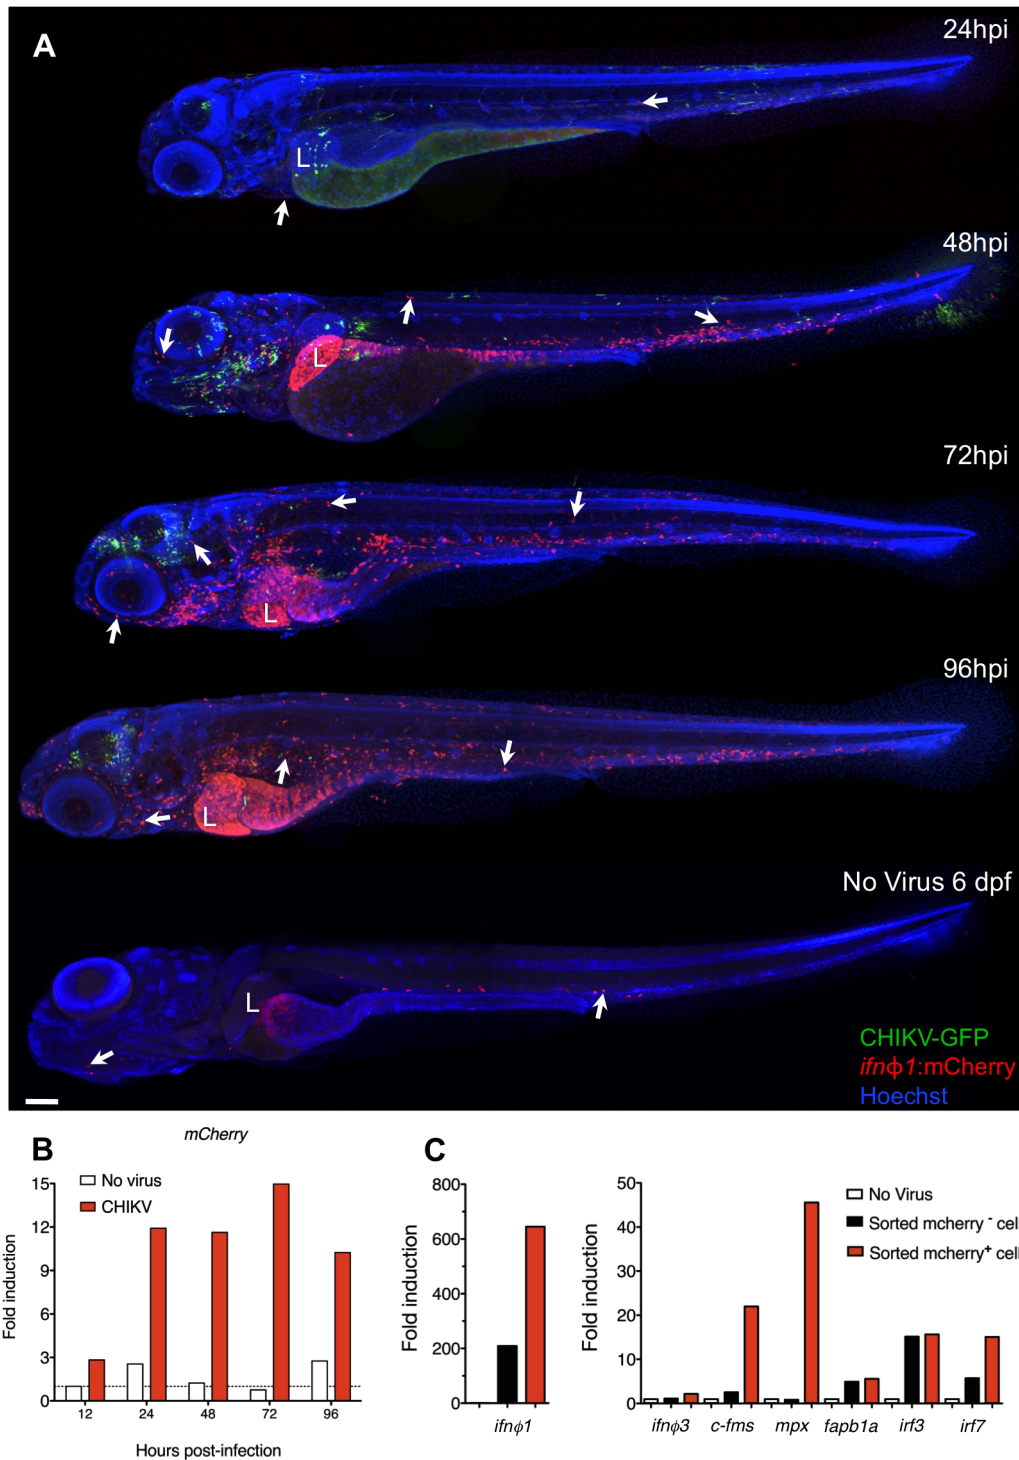 A
24hpi
L
48hpi
L
72hpi
L
96hpi
L
No Virus 6 dpf
L
CHIKV-GFP
ifnϕ1:mCherry
Hoechst
B
mCherry
No virus
CHIKV
15
12
9
6
3
1
Fold induction
12 24 48 72 96
Hours post-infection
C
800
600
400
200
0
Fold induction
ifnϕ1
50
40
30
20
10
0
Fold induction
No Virus
Sorted mcherry - cel
Sorted mcherry+ cel
ifnϕ3 c-fms mpx fapb1a irf3 irf7